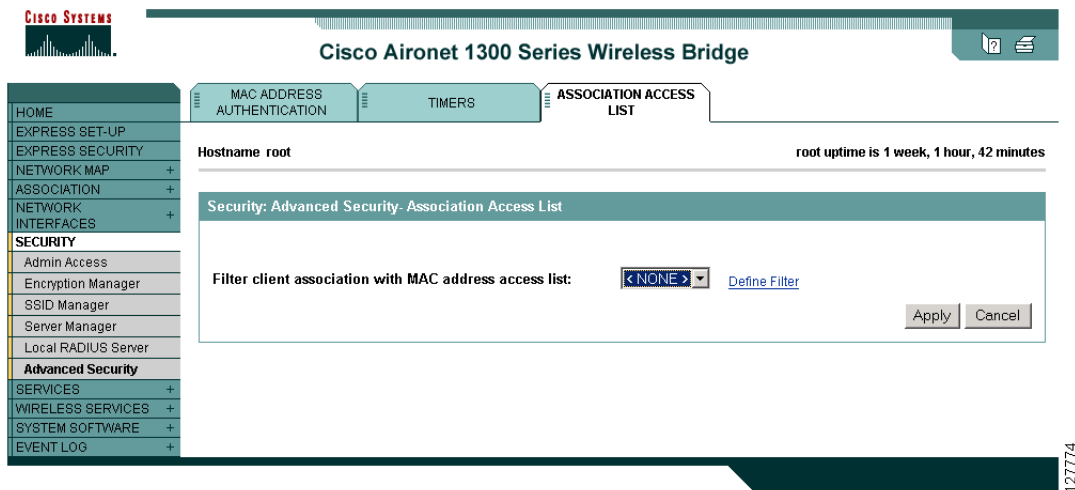 CISCO SYSTEMS
Cisco Aironet 1300 Series Wireless Bridge
MAC ADDRESS
AUTHENTICATION
TIMERS
ASSOCIATION ACCESS
LIST
HOME
EXPRESS SET-UP
EXPRESS SECURITY
NETWORK MAP +
ASSOCIATION +
NETWORK
INTERFACES +
SECURITY
Admin Access
Encryption Manager
SSID Manager
Server Manager
Local RADIUS Server
Advanced Security
SERVICES +
WIRELESS SERVICES +
SYSTEM SOFTWARE +
EVENT LOG +
Hostname root
root uptime is 1 week, 1 hour, 42 minutes
Security: Advanced Security- Association Access List
Filter client association with MAC address access list: < NONE > Define Filter
Apply Cancel
127774